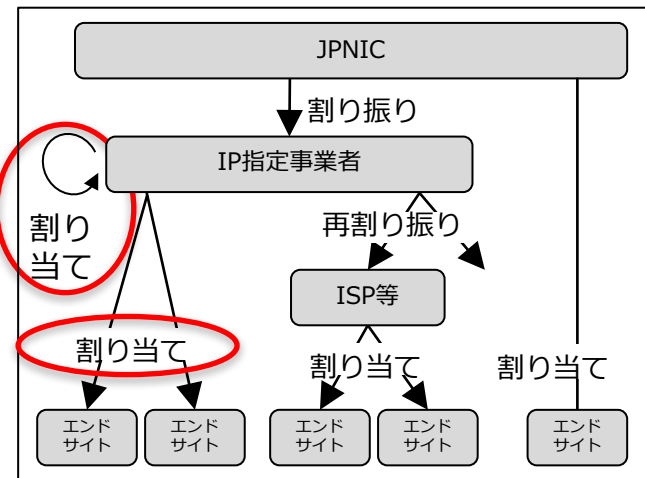 JPNIC
割り振り
IP指定事業者
割り
当て
再割り振り
ISP等
割り当て
割り当て
割り当て
エンド
サイト
エンド
サイト
エンド
サイト
エンド
サイト
エンド
サイト